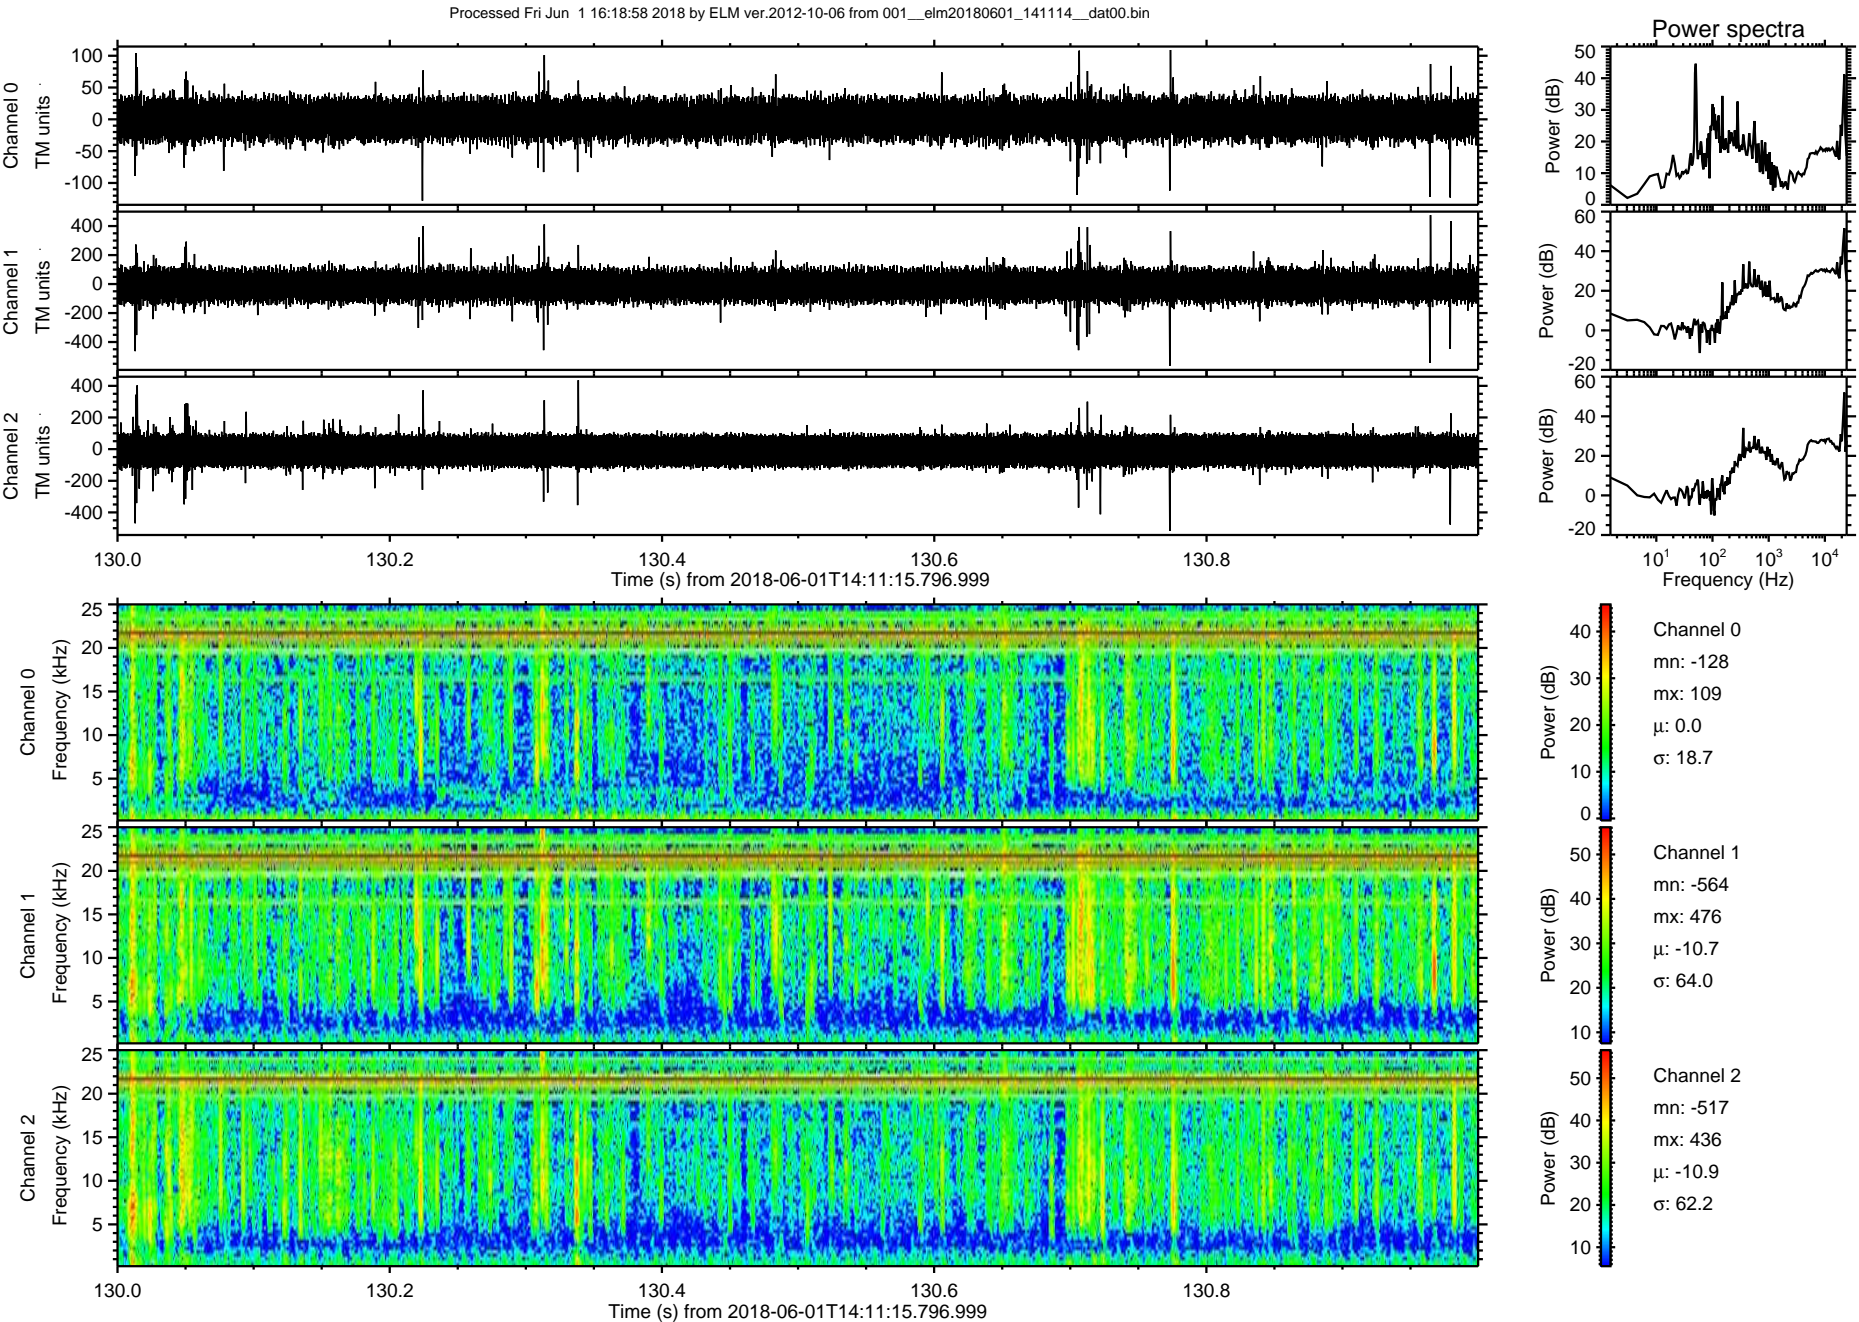 Processed Fri Jun  1 16:18:58 2018 by ELM ver.2012-10-06 from 001__elm20180601_141114__dat00.bin
Power spectra
Channel 0
TM units
100
50
0
-50
-100
Power (dB)
50
40
30
20
10
0
Channel 1
TM units
400
200
0
-200
-400
Power (dB)
60
40
20
0
-20
Channel 2
TM units
400
200
0
-200
-400
Power (dB)
60
40
20
0
-20
130.0 130.2 130.4 130.6 130.8
Time (s) from 2018-06-01T14:11:15.796.999
10¹ 10² 10³ 10⁴
Frequency (Hz)
Channel 0
Frequency (kHz)
25
20
15
10
5
Power (dB)
40
30
20
10
0
Channel 0
mn: -128
mx: 109
μ: 0.0
σ: 18.7
Channel 1
Frequency (kHz)
25
20
15
10
5
Power (dB)
50
40
30
20
10
Channel 1
mn: -564
mx: 476
μ: -10.7
σ: 64.0
Channel 2
Frequency (kHz)
25
20
15
10
5
Power (dB)
50
40
30
20
10
Channel 2
mn: -517
mx: 436
μ: -10.9
σ: 62.2
130.0 130.2 130.4 130.6 130.8
Time (s) from 2018-06-01T14:11:15.796.999